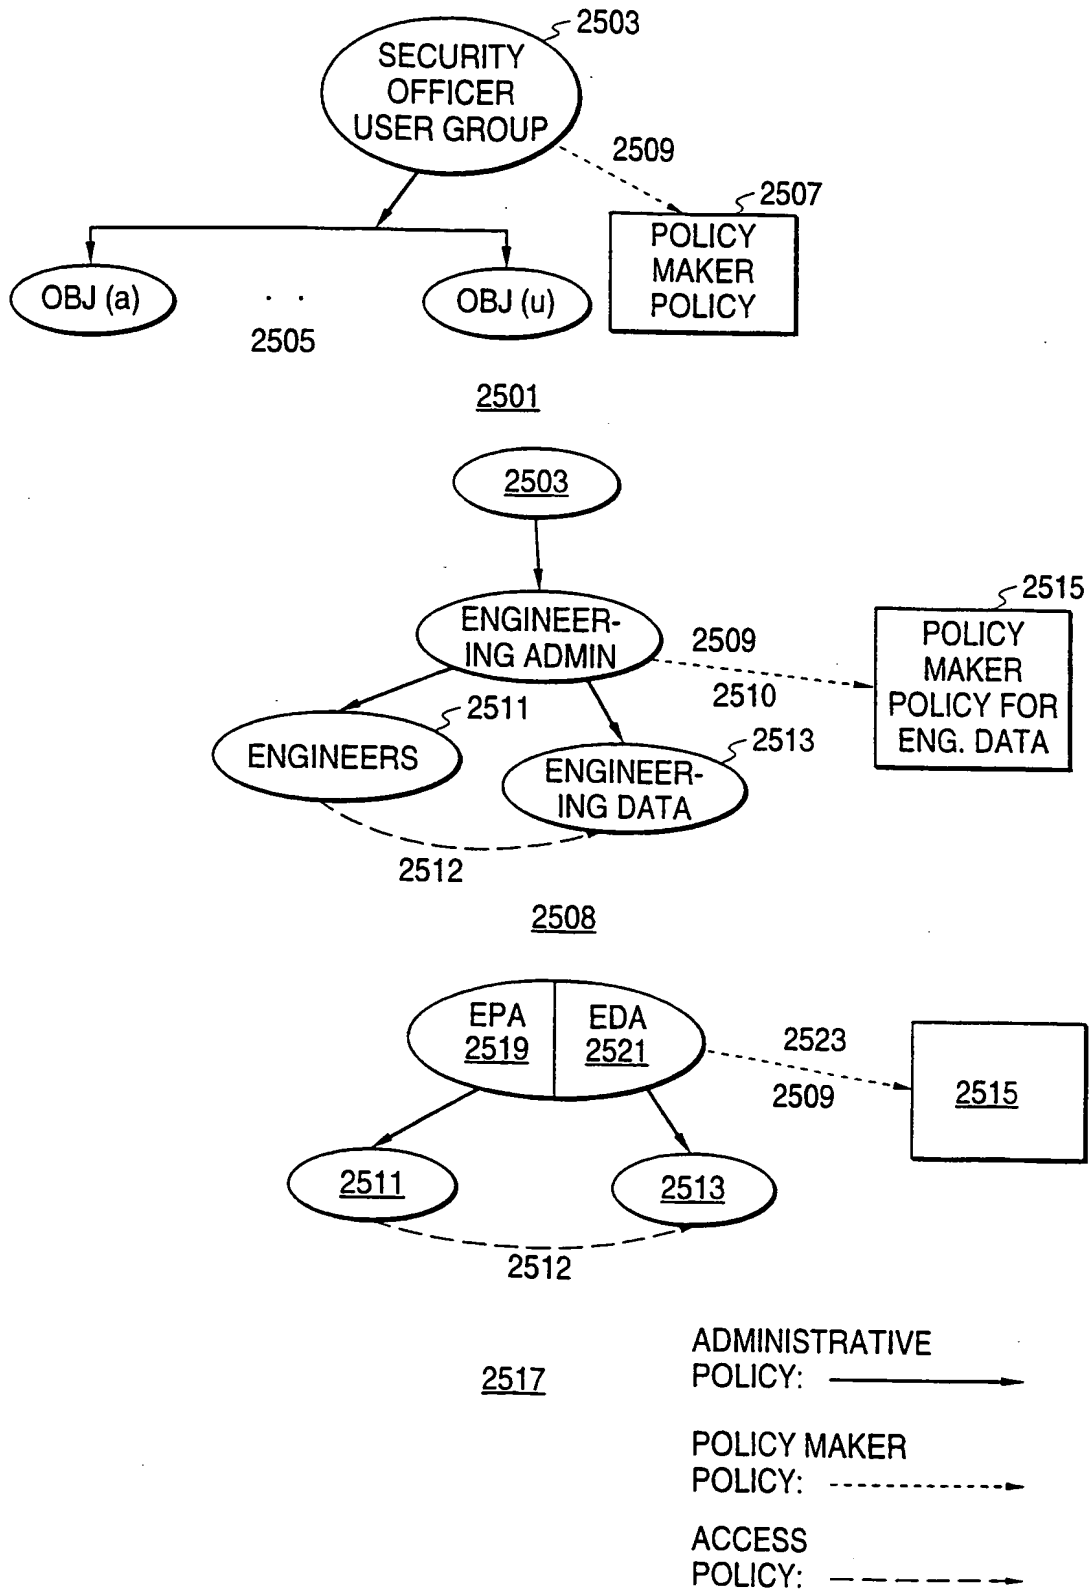 2503
SECURITY
OFFICER
USER GROUP
2509
2507
POLICY
MAKER
POLICY
OBJ (a)
. .
OBJ (u)
2505
2501
2503
ENGINEER-
ING ADMIN
2509
2510
2515
POLICY
MAKER
POLICY FOR
ENG. DATA
2511
ENGINEERS
2513
ENGINEER-
ING DATA
2512
2508
EPA
2519
EDA
2521
2523
2509
2515
2511
2513
2512
2517
ADMINISTRATIVE
POLICY:
POLICY MAKER
POLICY:
ACCESS
POLICY: